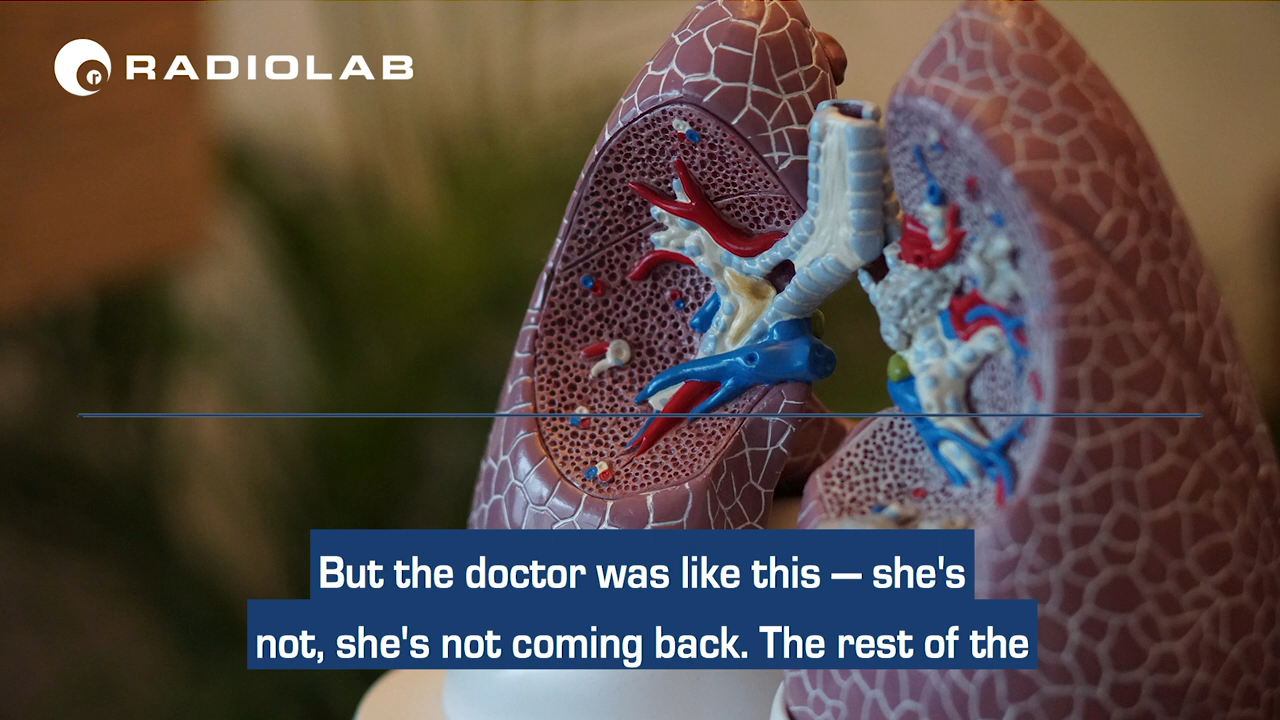 RADIOLAB
But the doctor was like this — she's
not, she's not coming back. The rest of the